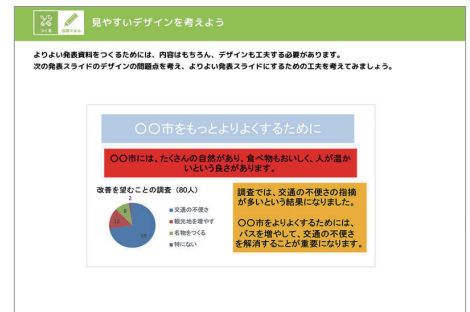 見やすいデザインを考えよう
よりよい発表資料をつくるためには、内容はもちろん、デザインも工夫する必要があります。
次の発表スライドのデザインの問題点を考え、よりよい発表スライドにするための工夫を考えてみましょう。
〇〇市をもっとよりよくするために
〇〇市には、たくさんの自然があり、食べ物もおいしく、人が温か
いという良さがあります。
改善を望むことの調査（80人）
2
交通の不便さ
観光地を増やす
名物をつくる
特にない
調査では、交通の不便さの指摘
が多いという結果になりました。
〇〇市をよりよくするためには、
バスを増やして、交通の不便さ
を解消することが重要になります。